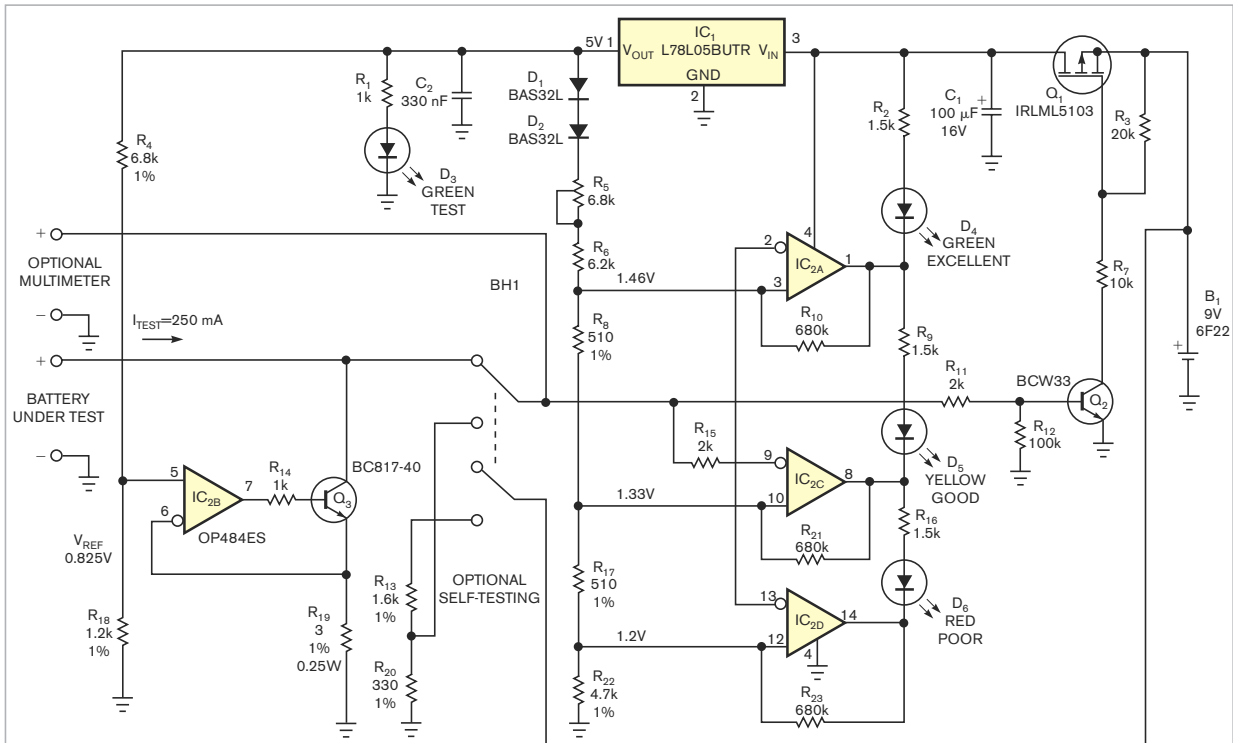 IC1
5V 1 VOUT L78L05BUTR VIN 3
GND
2
R1
1k
C2
330 nF
D1
BAS32L
D2
BAS32L
R2
1.5k
C1
100 µF
16V
+
Q1
IRLML5103
R3
20k
R4
6.8k
1%
D3
GREEN
TEST
R5
6.8k
D4
GREEN
EXCELLENT
+
OPTIONAL
MULTIMETER
−
R6
6.2k
BH1
1.46V
2
3
4
IC2A
1
R7
10k
B1
9V
6F22
+
ITEST=250 mA
R8
510
1%
R10
680k
R9
1.5k
+
BATTERY
UNDER TEST
−
R11
2k
BCW33
Q2
R12
100k
R15
2k
D5
YELLOW
GOOD
5
6
IC2B
7
OP484ES
R14
1k
BC817-40
Q3
1.33V
9
10
IC2C
8
R16
1.5k
VREF
0.825V
R21
680k
R13
1.6k
1%
OPTIONAL
SELF-TESTING
R17
510
1%
13
12
IC2D
14
4
D6
RED
POOR
R18
1.2k
1%
R19
3
1%
0.25W
1.2V
R20
330
1%
R22
4.7k
1%
R23
680k